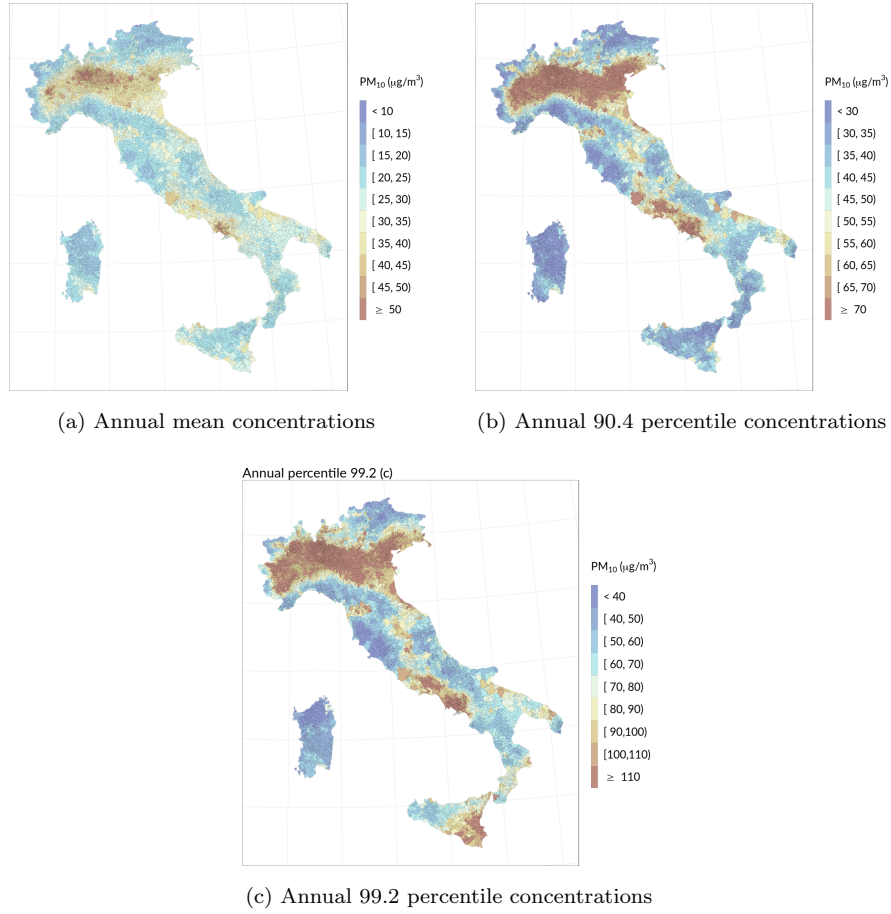 PM10 (μg/m3)
< 10
[ 10, 15)
[ 15, 20)
[ 20, 25)
[ 25, 30)
[ 30, 35)
[ 35, 40)
[ 40, 45)
[ 45, 50)
≥ 50
PM10 (μg/m3)
< 30
[ 30, 35)
[ 35, 40)
[ 40, 45)
[ 45, 50)
[ 50, 55)
[ 55, 60)
[ 60, 65)
[ 65, 70)
≥ 70
(a) Annual mean concentrations
(b) Annual 90.4 percentile concentrations
Annual percentile 99.2 (c)
PM10 (μg/m3)
< 40
[ 40, 50)
[ 50, 60)
[ 60, 70)
[ 70, 80)
[ 80, 90)
[ 90,100)
[100,110)
≥ 110
(c) Annual 99.2 percentile concentrations